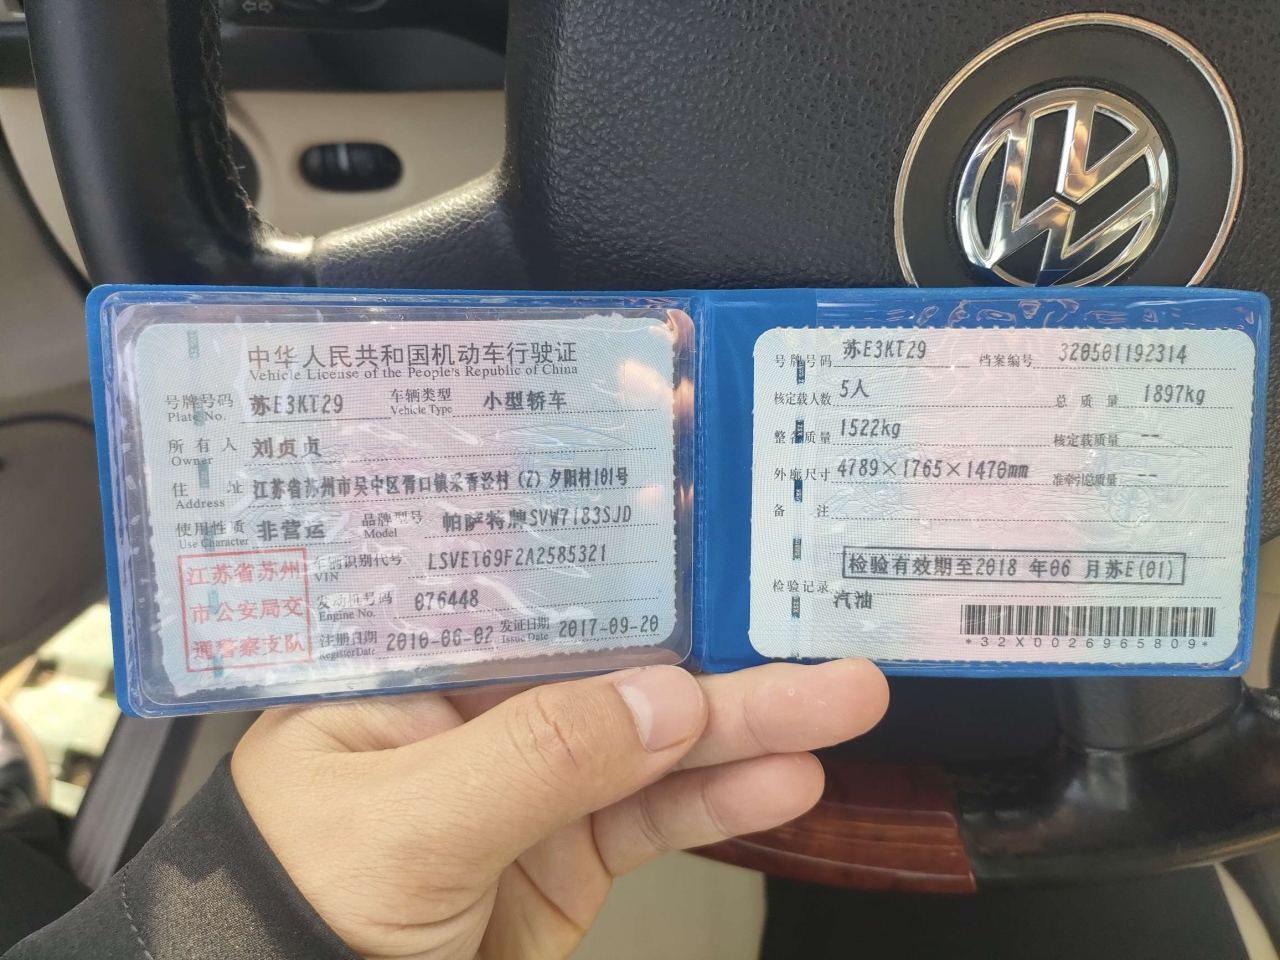 中华人民共和国机动车行驶证
Vehicle License of the People's Republic of China
号牌号码 苏E3KT29 车辆类型 小型轿车
Plate No. Vehicle Type
所有人 刘贞贞
Owner
住址 江苏省苏州市吴中区胥口镇采香泾村(2)夕阳村101号
Address
使用性质 非营运 品牌型号 帕萨特牌SVW7183SJD
Use Character Model
江苏省苏州
市公安局交
通警察支队
车辆识别代号 LSVET69F2A2585321
VIN
发动机号码 076448
Engine No.
注册日期 2010-06-02 发证日期 2017-09-20
Register Date Issue Date
号牌号码 苏E3KT29 档案编号 320501192314
核定载人数 5人 总质量 1897kg
整备质量 1522kg 核定载质量 --
外廓尺寸 4789×1765×1470mm 准牵引总质量 --
备注
检验有效期至2018年06月苏E(01)
检验记录
汽油
*32X0026965809*